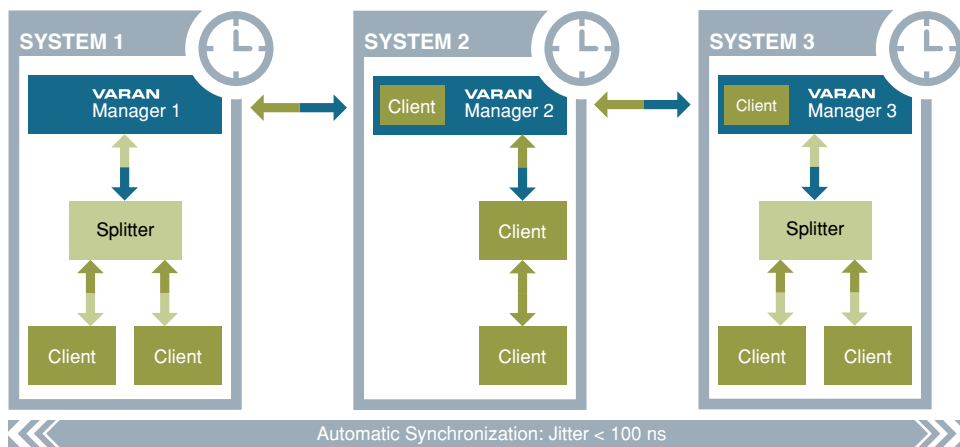 SYSTEM 1
VARAN
Manager 1
Splitter
Client
Client
SYSTEM 2
Client
VARAN
Manager 2
Client
Client
SYSTEM 3
Client
VARAN
Manager 3
Splitter
Client
Client
Automatic Synchronization: Jitter < 100 ns